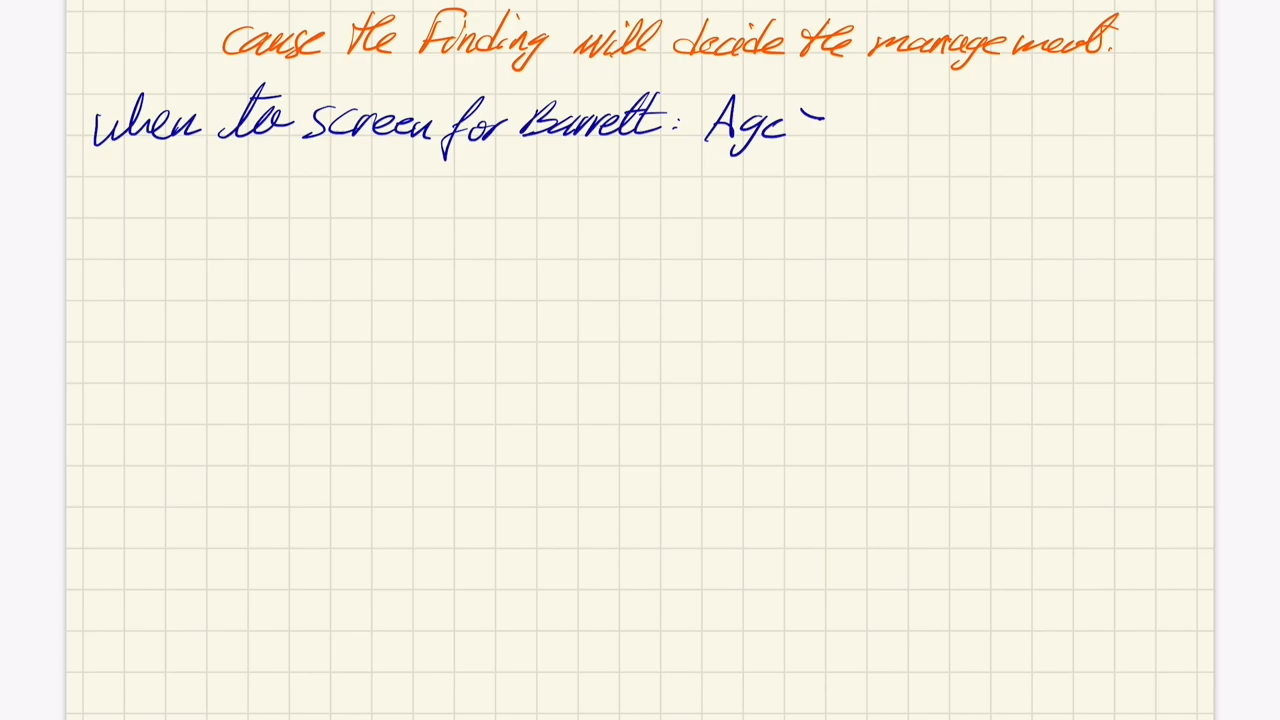 cause the Finding will decide the management.
when to screen for Barrett: Age